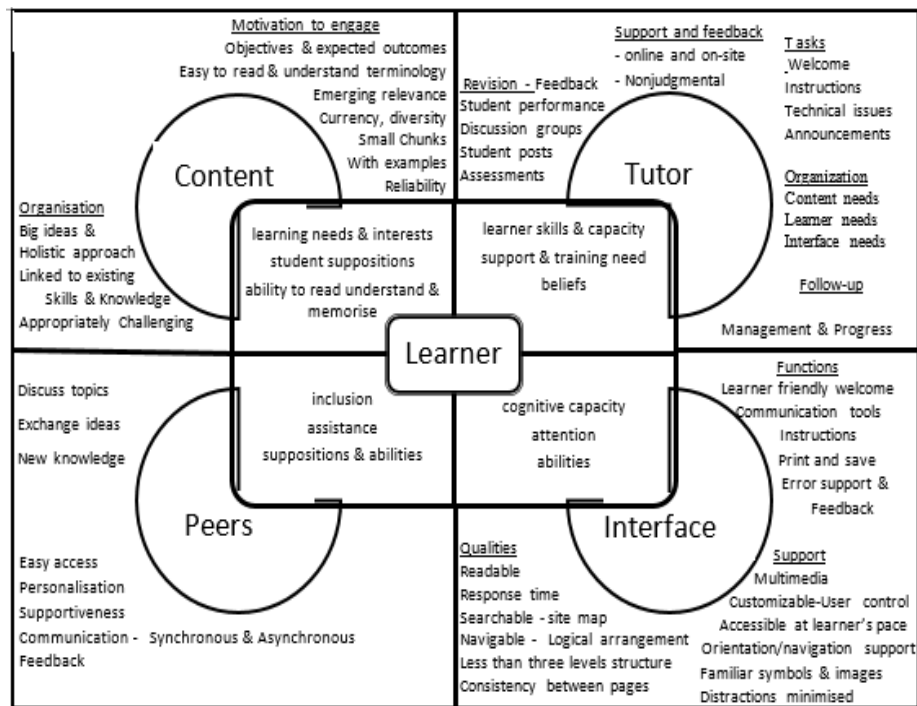 Motivation to engage
Objectives & expected outcomes
Easy to read & understand terminology
Emerging relevance
Currency, diversity
Small Chunks
With examples
Reliability
Content
Organisation
Big ideas &
Holistic approach
Linked to existing
Skills & Knowledge
Appropriately Challenging
learning needs & interests
student suppositions
ability to read understand &
memorise
Support and feedback
- online and on-site
- Nonjudgmental
Revision - Feedback
Student performance
Discussion groups
Student posts
Assessments
Tasks
Welcome
Instructions
Technical issues
Announcements
Tutor
Organization
Content needs
Learner needs
Interface needs
Follow-up
Management & Progress
learner skills & capacity
support & training need
beliefs
Learner
Discuss topics
Exchange ideas
New knowledge
inclusion
assistance
suppositions & abilities
Peers
Easy access
Personalisation
Supportiveness
Communication - Synchronous & Asynchronous
Feedback
cognitive capacity
attention
abilities
Functions
Learner friendly welcome
Communication tools
Instructions
Print and save
Error support &
Feedback
Interface
Qualities
Readable
Response time
Searchable - site map
Navigable - Logical arrangement
Less than three levels structure
Consistency between pages
Support
Multimedia
Customizable-User control
Accessible at learner's pace
Orientation/navigation support
Familiar symbols & images
Distractions minimised